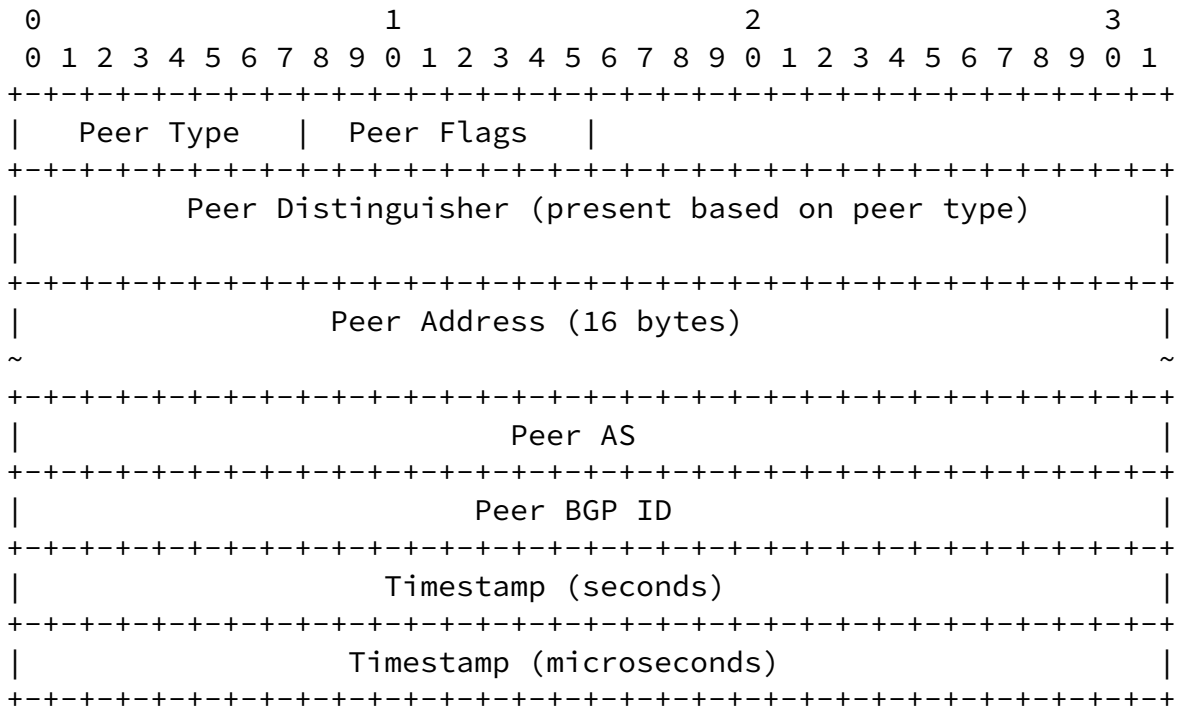 0                   1                   2                   3
 0 1 2 3 4 5 6 7 8 9 0 1 2 3 4 5 6 7 8 9 0 1 2 3 4 5 6 7 8 9 0 1
+-+-+-+-+-+-+-+-+-+-+-+-+-+-+-+-+-+-+-+-+-+-+-+-+-+-+-+-+-+-+-+-+
|   Peer Type   |  Peer Flags   |
+-+-+-+-+-+-+-+-+-+-+-+-+-+-+-+-+-+-+-+-+-+-+-+-+-+-+-+-+-+-+-+-+
|         Peer Distinguisher (present based on peer type)       |
|                                                               |
+-+-+-+-+-+-+-+-+-+-+-+-+-+-+-+-+-+-+-+-+-+-+-+-+-+-+-+-+-+-+-+-+
|                 Peer Address (16 bytes)                       |
~                                                               ~
+-+-+-+-+-+-+-+-+-+-+-+-+-+-+-+-+-+-+-+-+-+-+-+-+-+-+-+-+-+-+-+-+
|                           Peer AS                             |
+-+-+-+-+-+-+-+-+-+-+-+-+-+-+-+-+-+-+-+-+-+-+-+-+-+-+-+-+-+-+-+-+
|                         Peer BGP ID                           |
+-+-+-+-+-+-+-+-+-+-+-+-+-+-+-+-+-+-+-+-+-+-+-+-+-+-+-+-+-+-+-+-+
|                    Timestamp (seconds)                        |
+-+-+-+-+-+-+-+-+-+-+-+-+-+-+-+-+-+-+-+-+-+-+-+-+-+-+-+-+-+-+-+-+
|                  Timestamp (microseconds)                     |
+-+-+-+-+-+-+-+-+-+-+-+-+-+-+-+-+-+-+-+-+-+-+-+-+-+-+-+-+-+-+-+-+